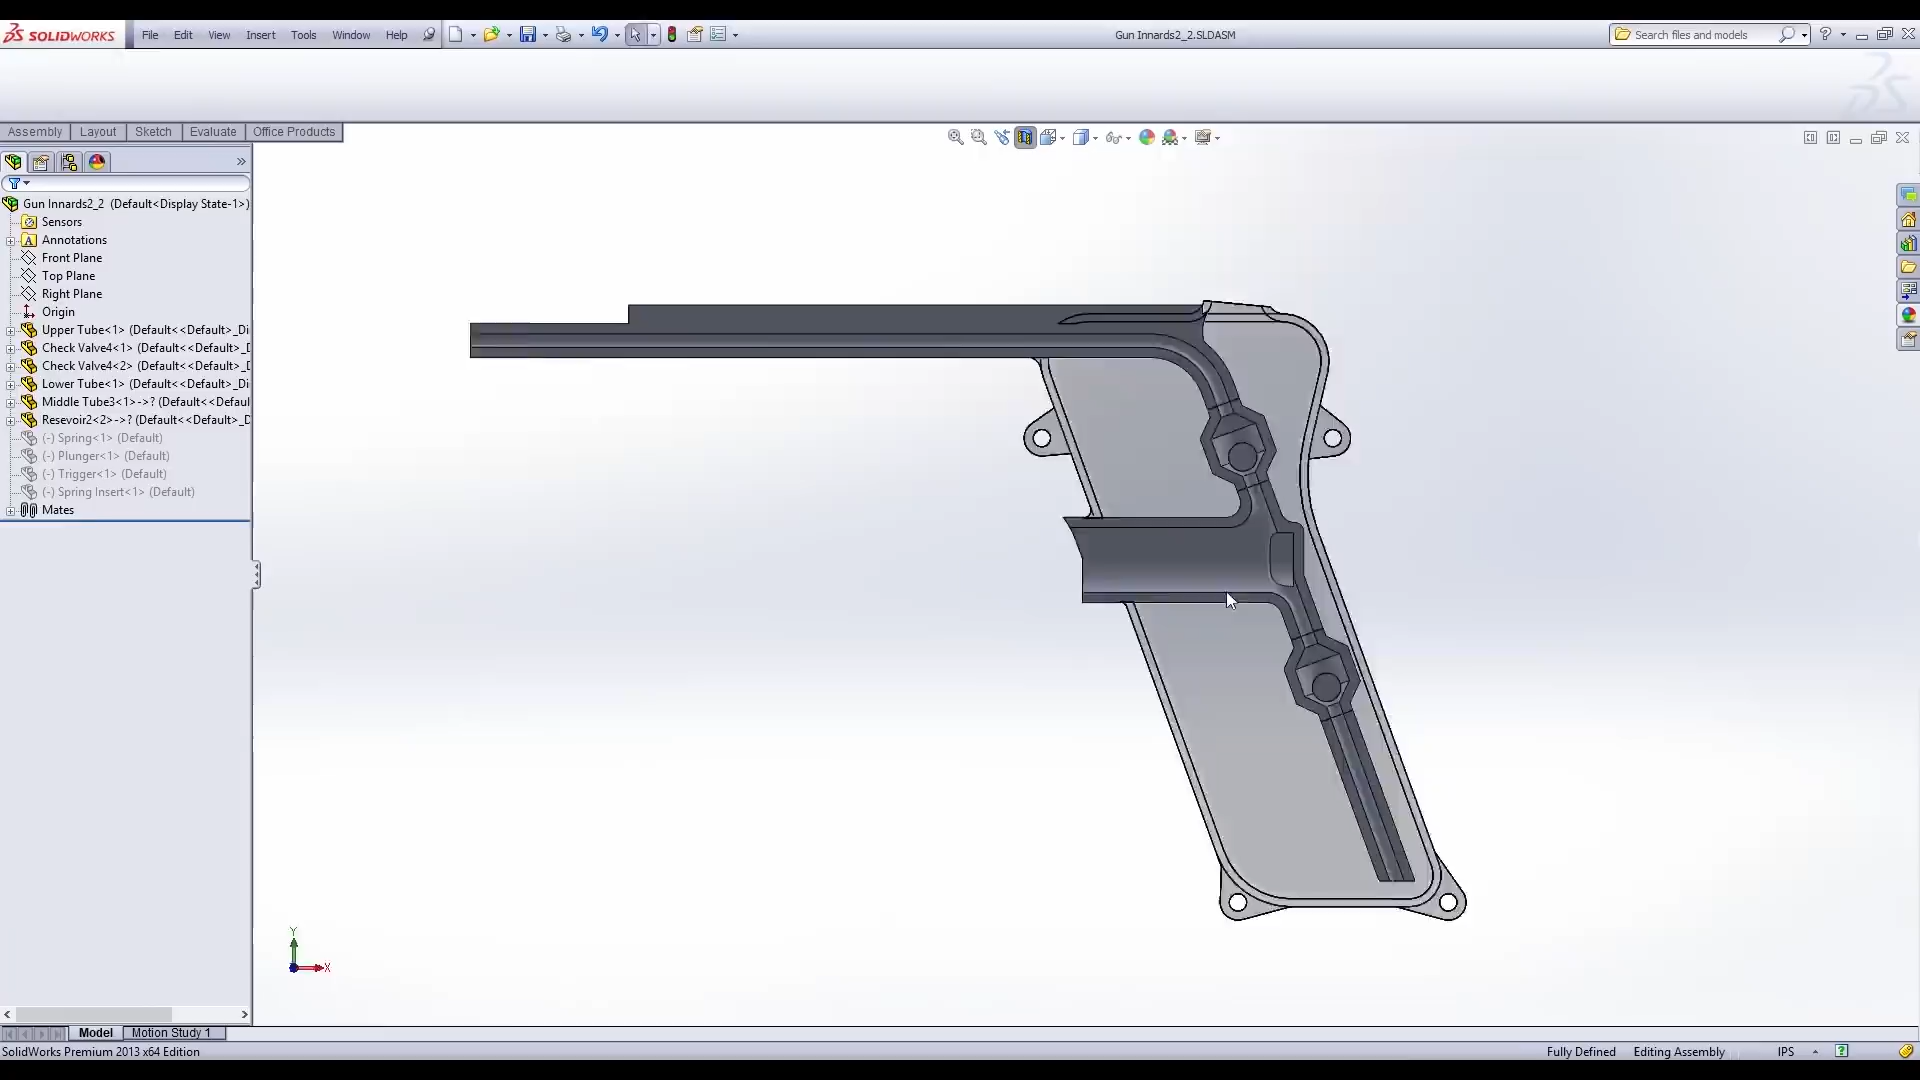 SOLIDWORKS File Edit View Insert Tools Window Help Gun Innards2_2.SLDASM Search files and models
Assembly Layout Sketch Evaluate Office Products
Gun Innards2_2 (Default<Display State-1>)
Sensors
A Annotations
Front Plane
Top Plane
Right Plane
Origin
Upper Tube<1> (Default<<Default>_Di
Check Valve4<1> (Default<<Default>_D
Check Valve4<2> (Default<<Default>_D
Lower Tube<1> (Default<<Default>_Di
Middle Tube3<1>->? (Default<<Defaul
Resevoir2<2>->? (Default<<Default>_D
(-) Spring<1> (Default)
(-) Plunger<1> (Default)
(-) Trigger<1> (Default)
(-) Spring Insert<1> (Default)
Mates
Y
X
Model Motion Study 1
SolidWorks Premium 2013 x64 Edition Fully Defined Editing Assembly IPS